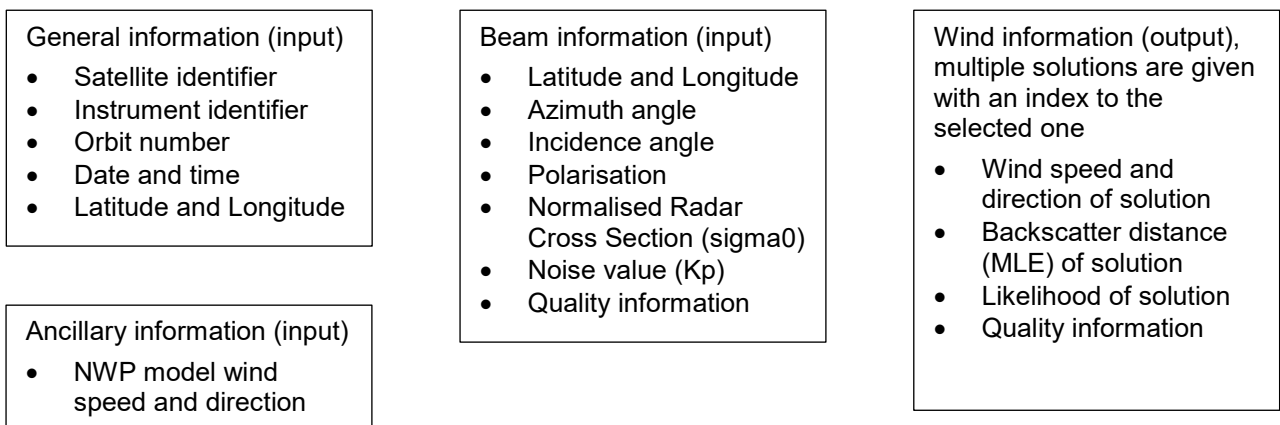 General information (input)
• Satellite identifier
• Instrument identifier
• Orbit number
• Date and time
• Latitude and Longitude
Ancillary information (input)
• NWP model wind
speed and direction
Beam information (input)
• Latitude and Longitude
• Azimuth angle
• Incidence angle
• Polarisation
• Normalised Radar
Cross Section (sigma0)
• Noise value (Kp)
• Quality information
Wind information (output),
multiple solutions are given
with an index to the
selected one
• Wind speed and
direction of solution
• Backscatter distance
(MLE) of solution
• Likelihood of solution
• Quality information